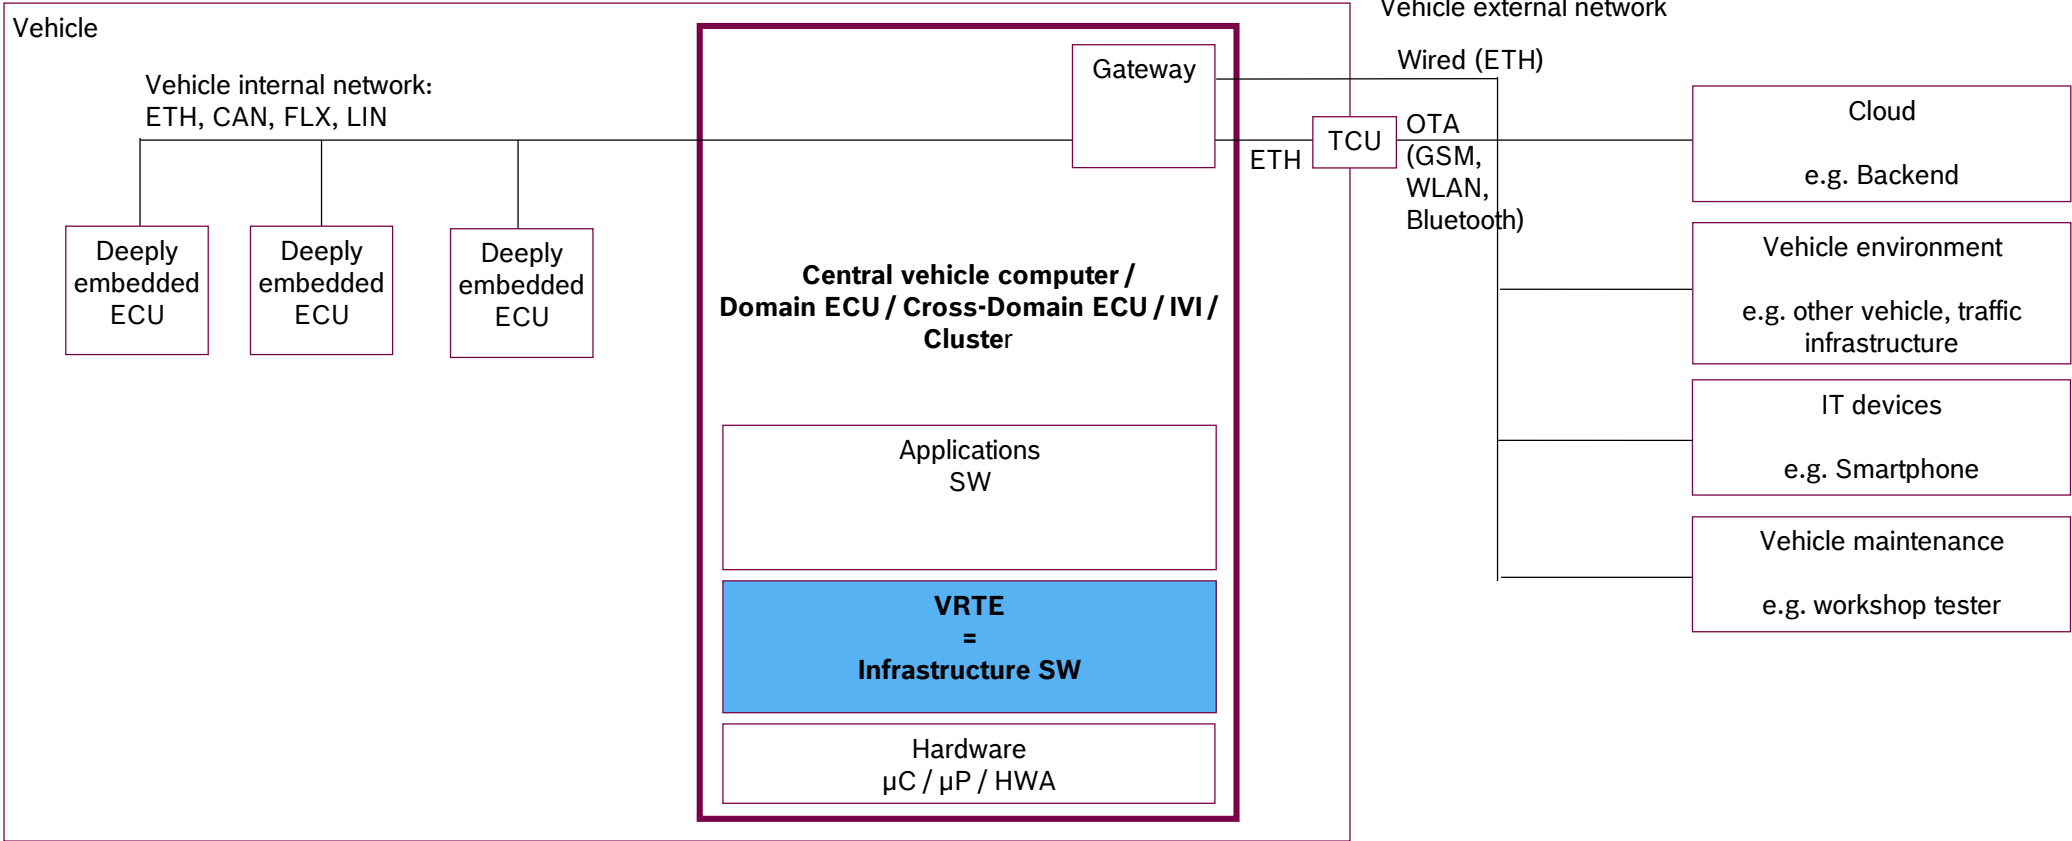 Vehicle
Vehicle external network
Vehicle internal network:
ETH, CAN, FLX, LIN
Gateway
Wired (ETH)
ETH
TCU
OTA
(GSM,
WLAN,
Bluetooth)
Cloud
e.g. Backend
Vehicle environment
e.g. other vehicle, traffic
infrastructure
IT devices
e.g. Smartphone
Vehicle maintenance
e.g. workshop tester
Deeply
embedded
ECU
Deeply
embedded
ECU
Deeply
embedded
ECU
Central vehicle computer /
Domain ECU / Cross-Domain ECU / IVI /
Cluster
Applications
SW
VRTE
=
Infrastructure SW
Hardware
µC / µP / HWA